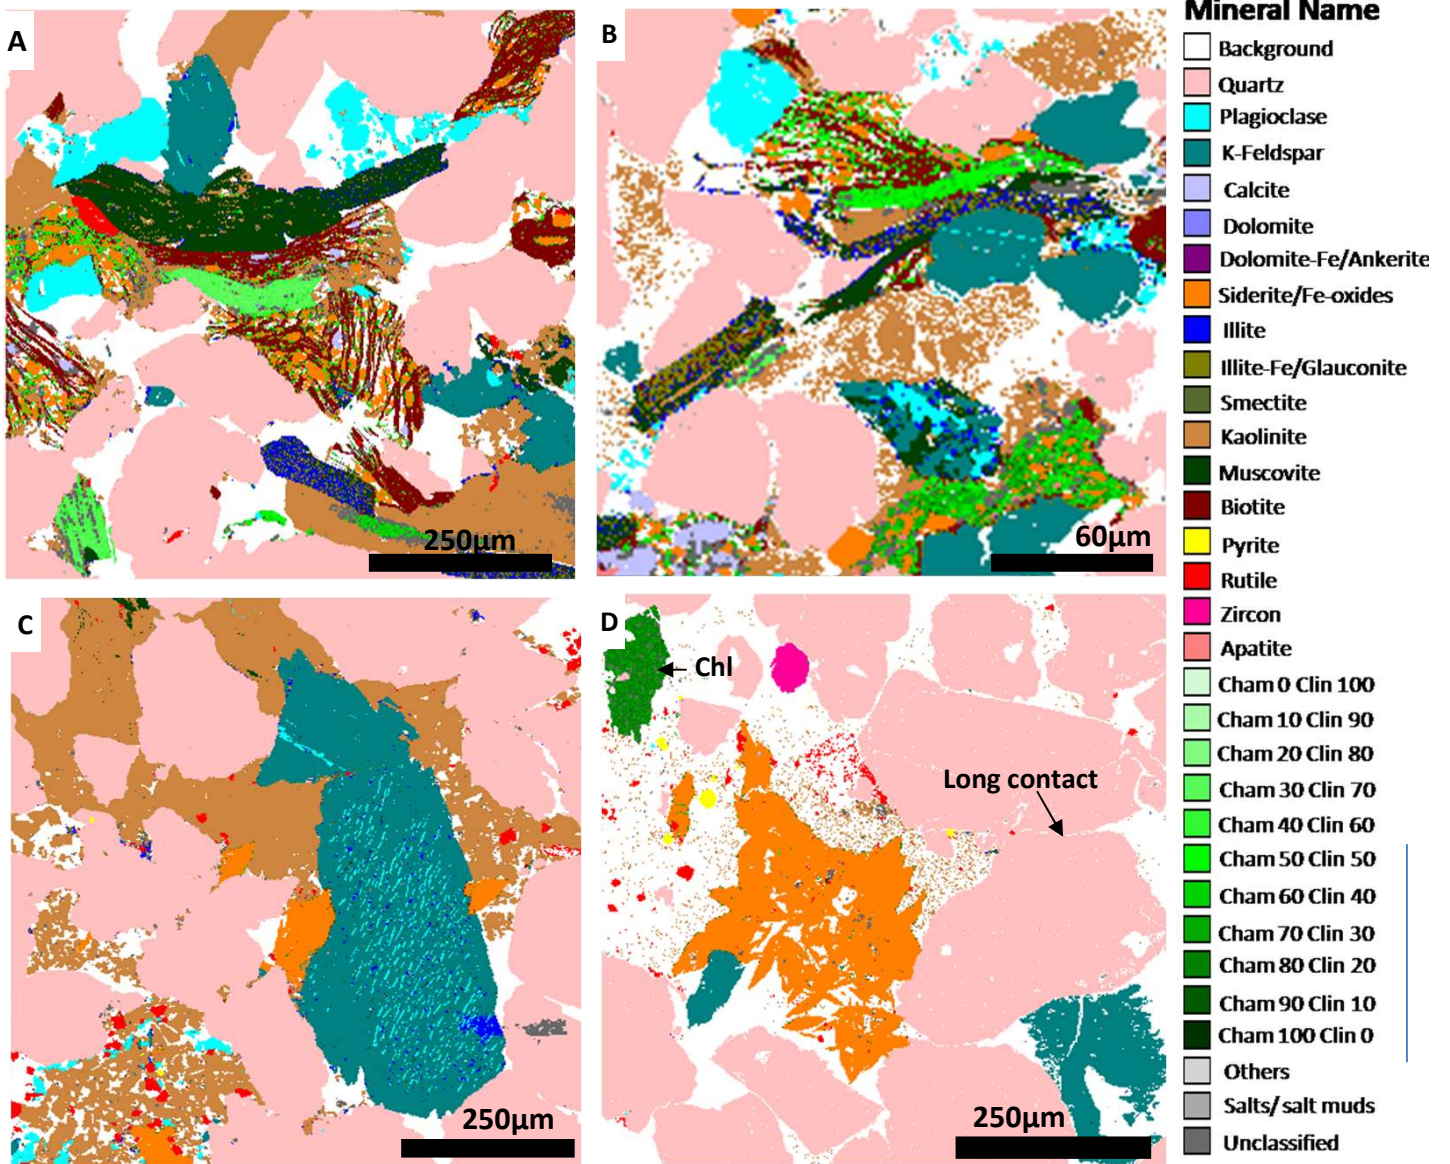 A
B
250µm
60µm
C
D
Chl
Long contact
250µm
250µm
Mineral Name
Background
Quartz
Plagioclase
K-Feldspar
Calcite
Dolomite
Dolomite-Fe/Ankerite
Siderite/Fe-oxides
Illite
Illite-Fe/Glauconite
Smectite
Kaolinite
Muscovite
Biotite
Pyrite
Rutile
Zircon
Apatite
Cham 0 Clin 100
Cham 10 Clin 90
Cham 20 Clin 80
Cham 30 Clin 70
Cham 40 Clin 60
Cham 50 Clin 50
Cham 60 Clin 40
Cham 70 Clin 30
Cham 80 Clin 20
Cham 90 Clin 10
Cham 100 Clin 0
Others
Salts/ salt muds
Unclassified